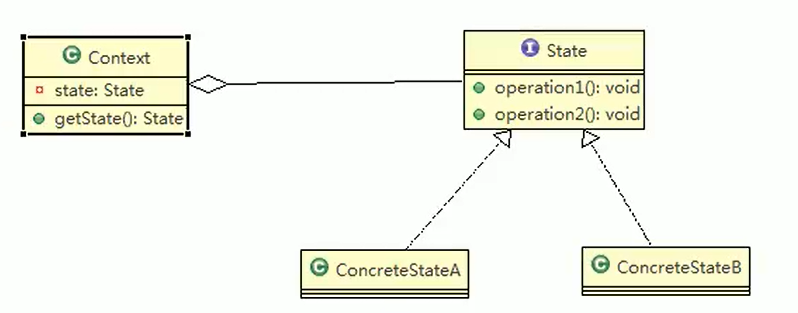 C Context
state: State
getState(): State
I State
operation1(): void
operation2(): void
C ConcreteStateA
C ConcreteStateB